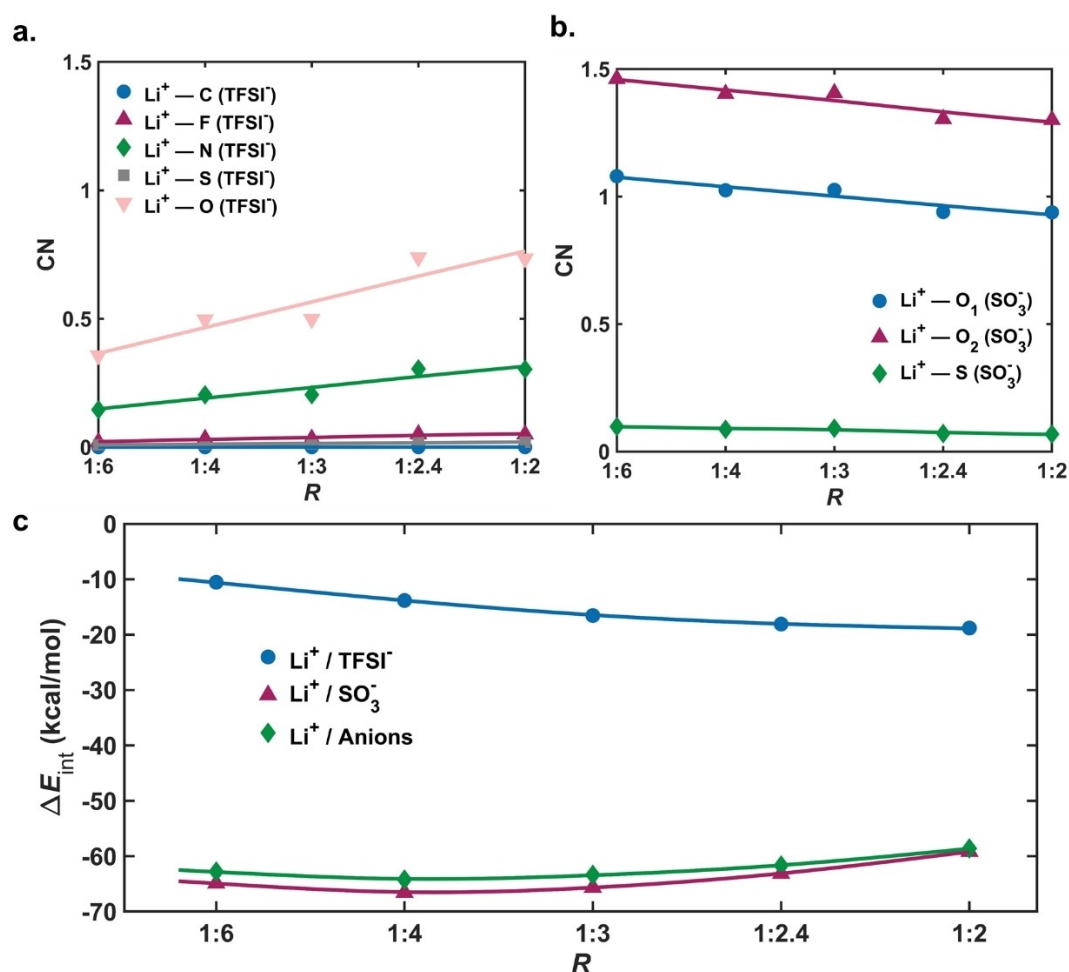 a.
1.5
1
0.5
0
CN
Li⁺ — C (TFSI⁻)
Li⁺ — F (TFSI⁻)
Li⁺ — N (TFSI⁻)
Li⁺ — S (TFSI⁻)
Li⁺ — O (TFSI⁻)
1:6 1:4 1:3 1:2.4 1:2
R
b.
1.5
1
0.5
0
CN
Li⁺ — O₁ (SO₃⁻)
Li⁺ — O₂ (SO₃⁻)
Li⁺ — S (SO₃⁻)
1:6 1:4 1:3 1:2.4 1:2
R
c
0
-10
-20
-30
-40
-50
-60
-70
ΔE_int (kcal/mol)
Li⁺ / TFSI⁻
Li⁺ / SO₃⁻
Li⁺ / Anions
1:6 1:4 1:3 1:2.4 1:2
R